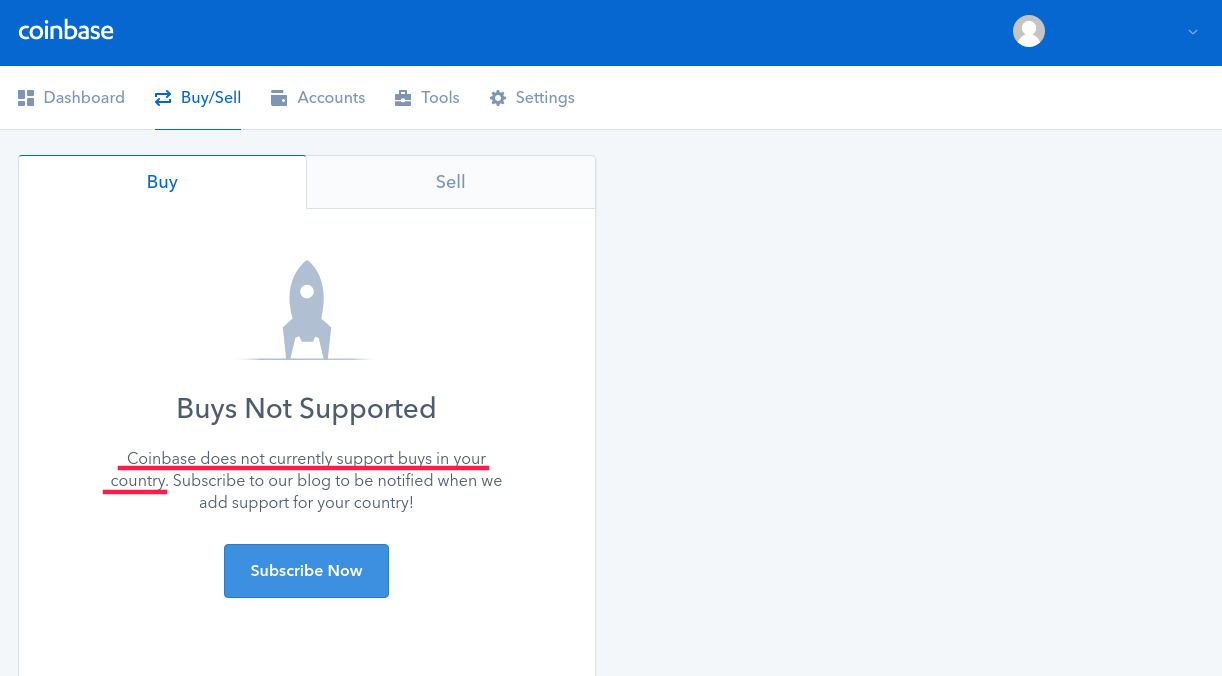 coinbase
Dashboard Buy/Sell Accounts Tools Settings
Buy Sell
Buys Not Supported
Coinbase does not currently support buys in your
country. Subscribe to our blog to be notified when we
add support for your country!
Subscribe Now